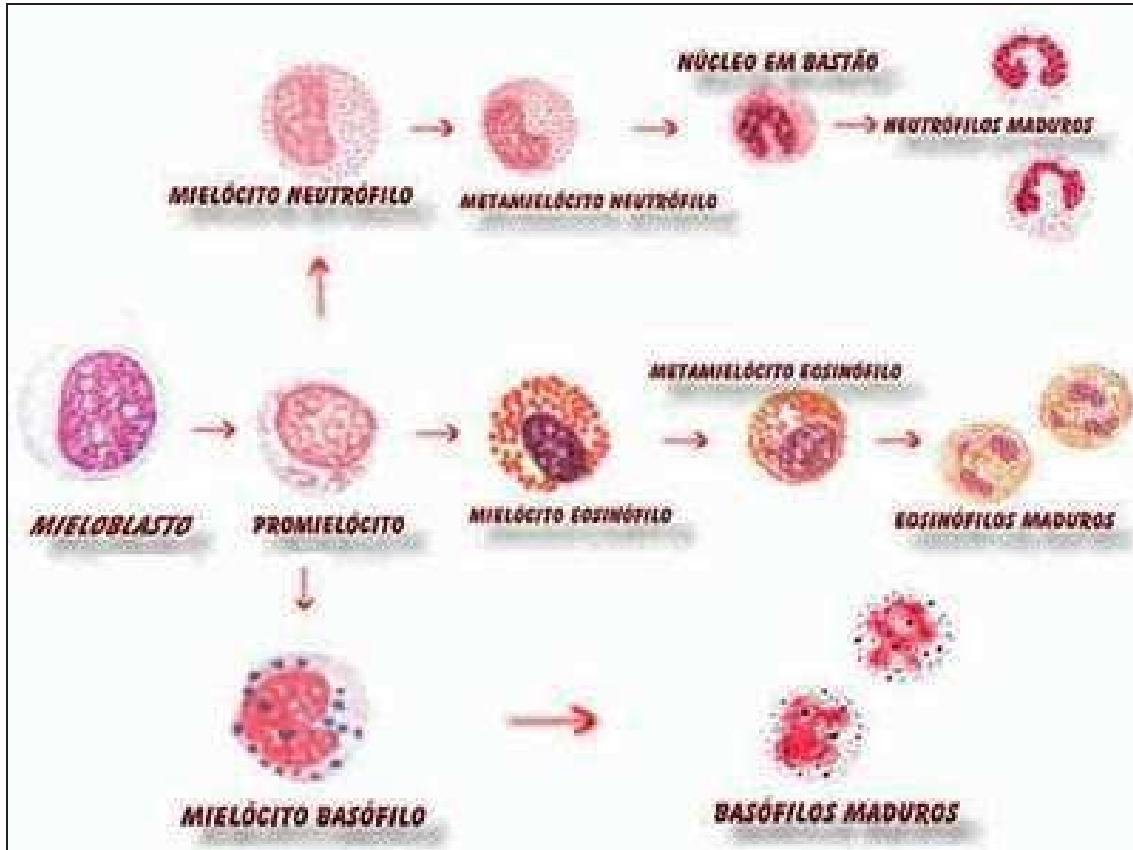 NÚCLEO EM BASTÃO
NEUTRÓFILOS MADUROS
MIELÓCITO NEUTRÓFILO
METAMIELÓCITO NEUTRÓFILO
METAMIELÓCITO EOSINÓFILO
MIELOBLASTO
PROMIELÓCITO
MIELÓCITO EOSINÓFILO
EOSINÓFILOS MADUROS
MIELÓCITO BASÓFILO
BASÓFILOS MADUROS